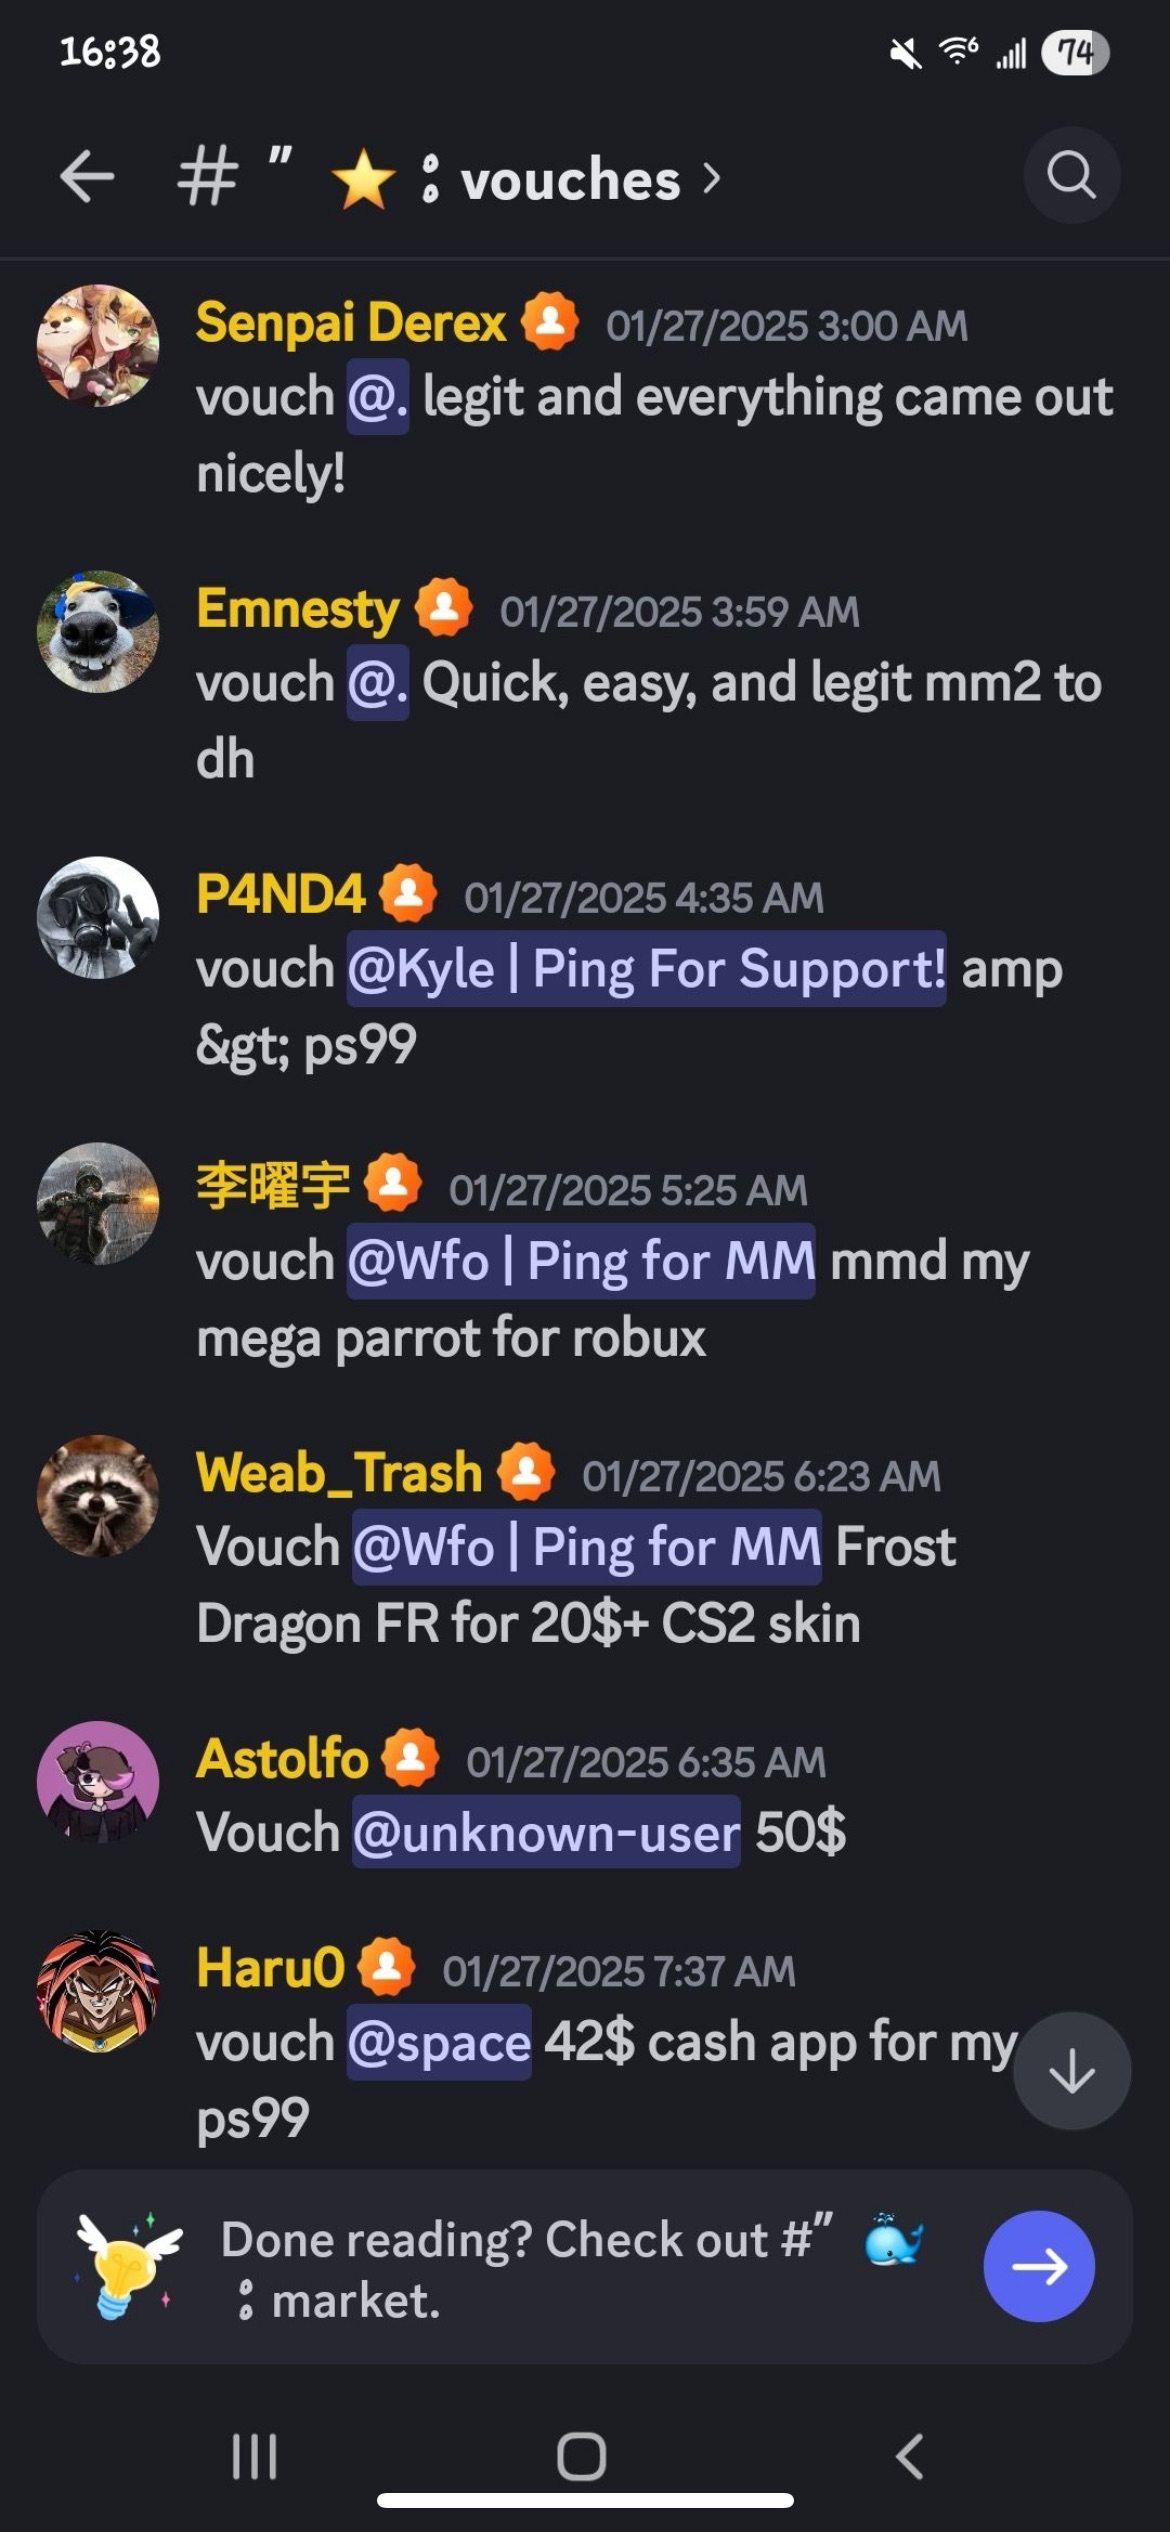 16:38
6
74
# " ⭐ : vouches >
Senpai Derex 01/27/2025 3:00 AM
vouch @. legit and everything came out
nicely!
Emnesty 01/27/2025 3:59 AM
vouch @. Quick, easy, and legit mm2 to
dh
P4ND4 01/27/2025 4:35 AM
vouch @Kyle | Ping For Support! amp
&gt; ps99
李曜宇 01/27/2025 5:25 AM
vouch @Wfo | Ping for MM mmd my
mega parrot for robux
Weab_Trash 01/27/2025 6:23 AM
Vouch @Wfo | Ping for MM Frost
Dragon FR for 20$+ CS2 skin
Astolfo 01/27/2025 6:35 AM
Vouch @unknown-user 50$
Haru0 01/27/2025 7:37 AM
vouch @space 42$ cash app for my
ps99
Done reading? Check out #" 🐳
: market.